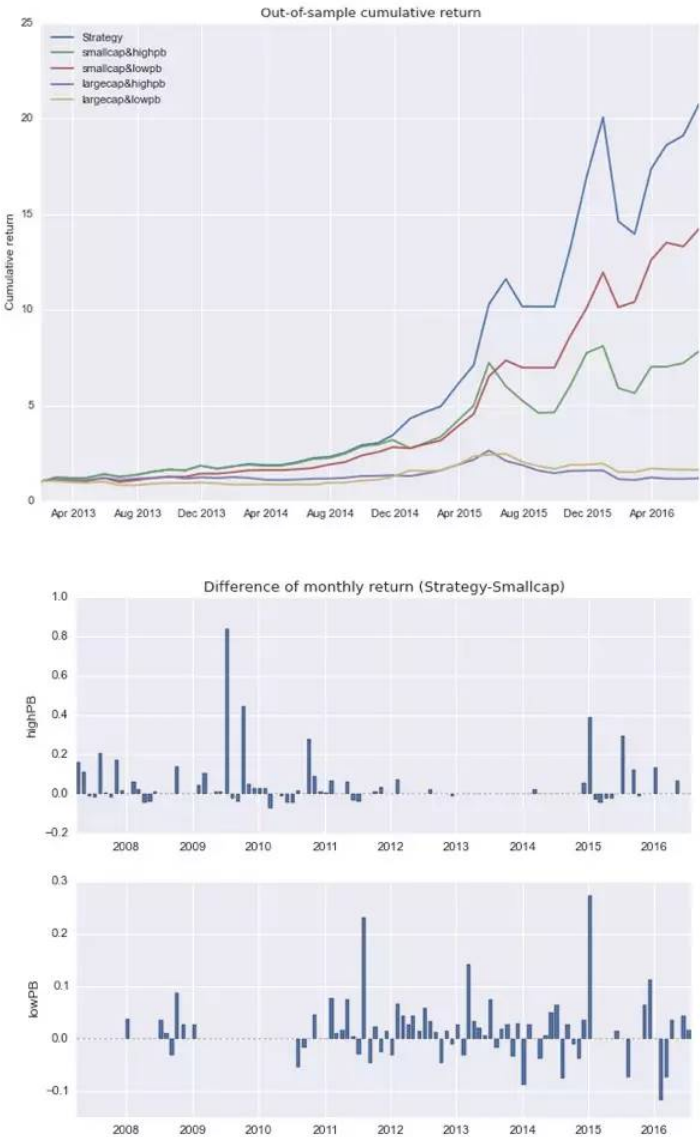 Out-of-sample cumulative return
25
Strategy
smallcap&highpb
smallcap&lowpb
largecap&highpb
largecap&lowpb
20
15
10
5
0
Cumulative return
Apr 2013 Aug 2013 Dec 2013 Apr 2014 Aug 2014 Dec 2014 Apr 2015 Aug 2015 Dec 2015 Apr 2016
Difference of monthly return (Strategy-Smallcap)
1.0
0.8
0.6
0.4
0.2
0.0
−0.2
highPB
2008 2009 2010 2011 2012 2013 2014 2015 2016
0.3
0.2
0.1
0.0
−0.1
lowPB
2008 2009 2010 2011 2012 2013 2014 2015 2016